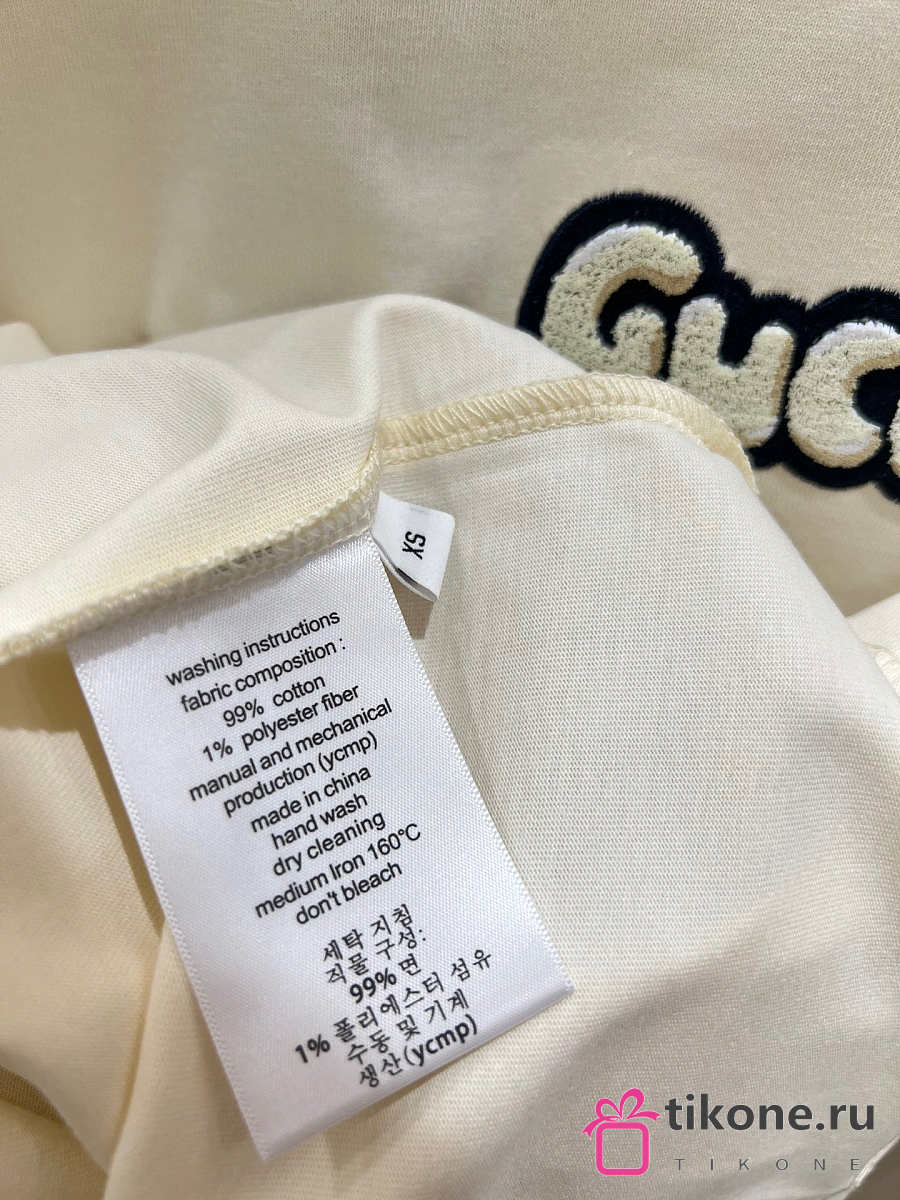 Guc
XS
washing instructions
fabric composition :
99% cotton
1% polyester fiber
manual and mechanical
production (ycmp)
made in china
hand wash
dry cleaning
medium Iron 160°C
don't bleach
세탁 지침
직물 구성:
99% 면
1% 폴리에스터 섬유
수동 및 기계
생산(ycmp)
tikone.ru
TIKONE